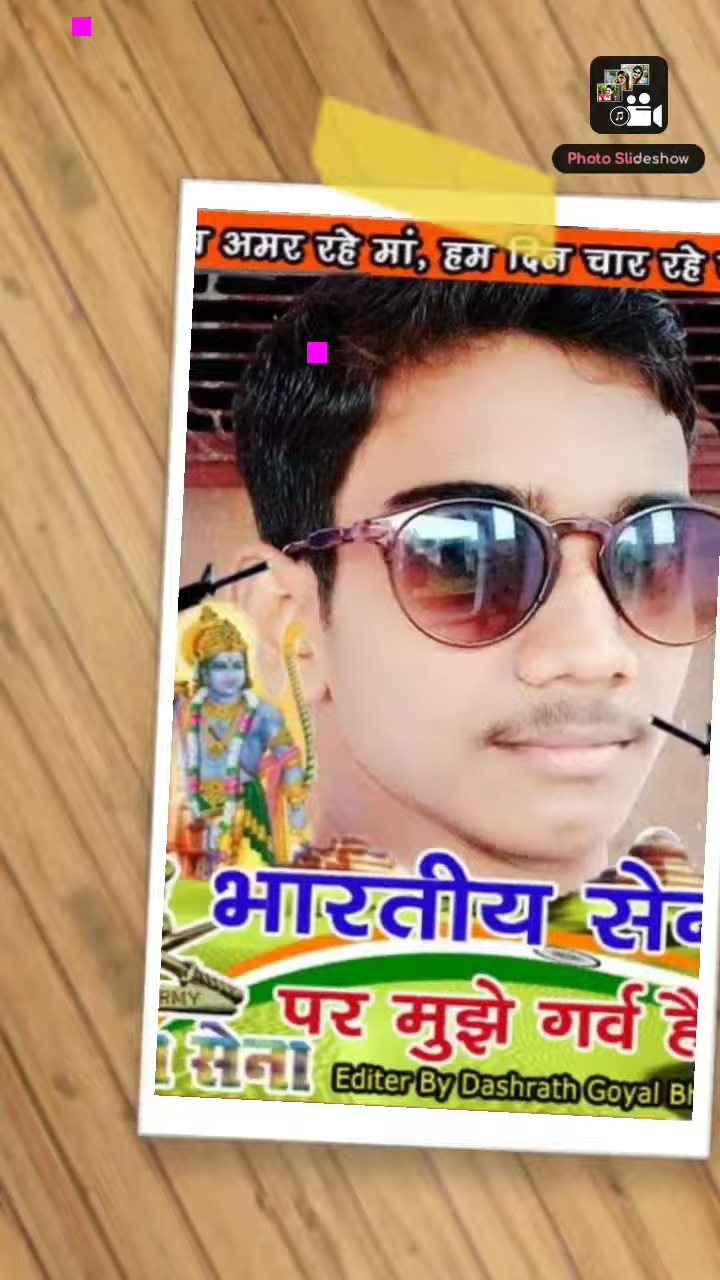 Photo Slideshow
अमर रहे मां, हम दिन चार रहे
भारतीय
पर मुझे गर्व है
सेना
Editer By Dashrath Goyal